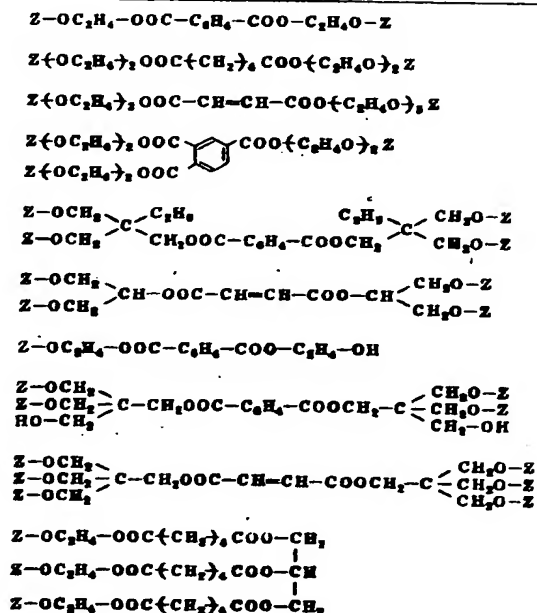 Z-OC₂H₄-OOC-C₆H₄-COO-C₂H₄O-Z
Z(OC₂H₄)₂OOC(CH₂)₄COO(C₂H₄O)₂Z
Z(OC₂H₄)₂OOC-CH=CH-COO(C₂H₄O)₃Z
Z(OC₂H₄)₂OOC COO(C₂H₄O)₂Z
Z(OC₂H₄)₂OOC
Z-OCH₂ C₂H₅ C₂H₅ CH₂O-Z
C C
Z-OCH₂ CH₂OOC-C₆H₄-COOCH₂ CH₂O-Z
Z-OCH₂ CH₂O-Z
CH-OOC-CH=CH-COO-CH
Z-OCH₂ CH₂O-Z
Z-OC₂H₄-OOC-C₆H₄-COO-C₂H₄-OH
Z-OCH₂ CH₂O-Z
Z-OCH₂-C-CH₂OOC-C₆H₄-COOCH₂-C-CH₂O-Z
HO-CH₂ CH₂-OH
Z-OCH₂ CH₂O-Z
Z-OCH₂-C-CH₂OOC-CH=CH-COOCH₂-C-CH₂O-Z
Z-OCH₂ CH₂O-Z
Z-OC₂H₄-OOC(CH₂)₄COO-CH₂
Z-OC₂H₄-OOC(CH₂)₄COO-CH
Z-OC₂H₄-OOC(CH₂)₄COO-CH₂